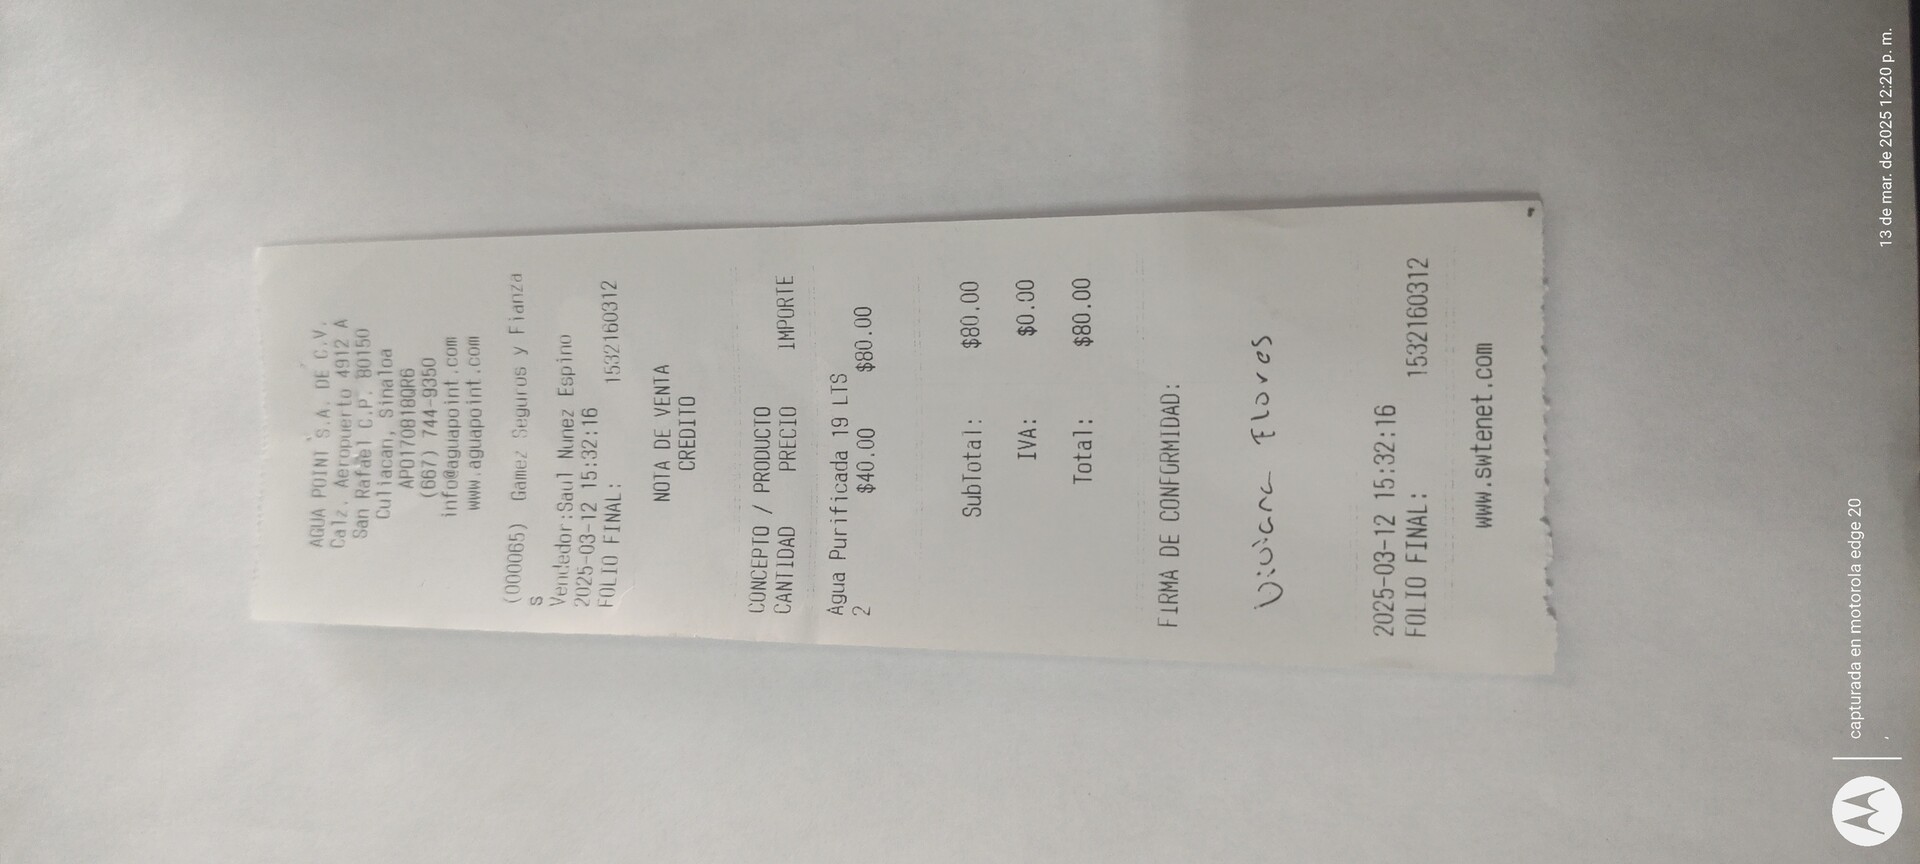 AGUA POINT S.A. DE C.V.
Calz. Aeropuerto 4912 A
San Rafael C.P. 80150
Culiacan, Sinaloa
APO170818QR6
(667) 744-9350
info@aguapoint.com
www.aguapoint.com
(000065) Gamez Seguros y Fianza
s
Vendedor:Saul Nunez Espino
2025-03-12 15:32:16
FOLIO FINAL: 1532160312
NOTA DE VENTA
CREDITO
CONCEPTO / PRODUCTO
CANTIDAD PRECIO IMPORTE
Agua Purificada 19 LTS
2 $40.00 $80.00
SubTotal: $80.00
IVA: $0.00
Total: $80.00
FIRMA DE CONFORMIDAD:
Viviana Flores
2025-03-12 15:32:16
FOLIO FINAL: 1532160312
www.swtenet.com
capturada en motorola edge 20
13 de mar. de 2025 12:20 p. m.